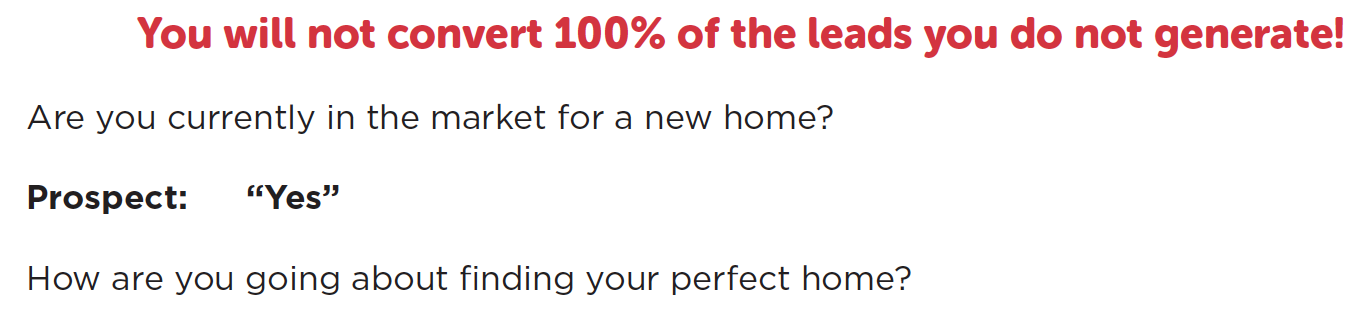 You will not convert 100% of the leads you do not generate!
Are you currently in the market for a new home?
Prospect: “Yes”
How are you going about finding your perfect home?